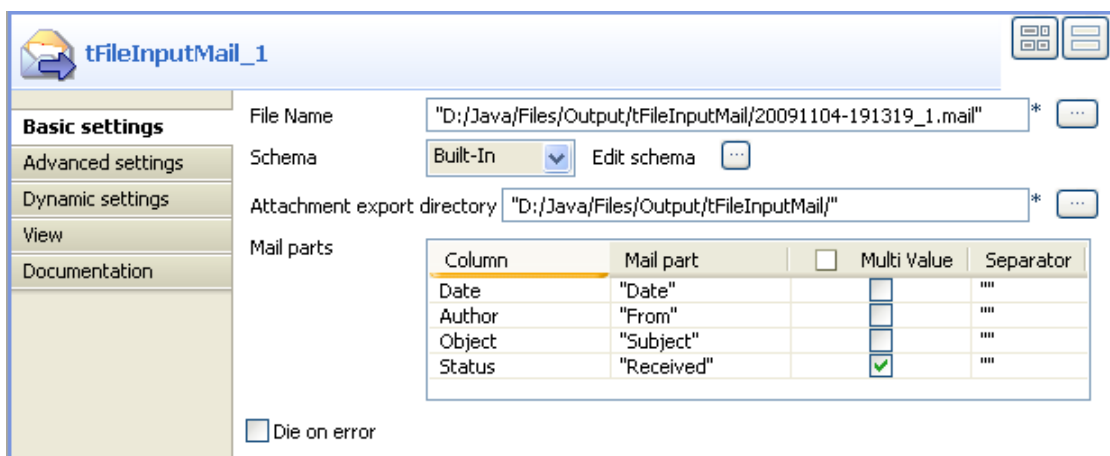 tFileInputMail_1
Basic settings
Advanced settings
Dynamic settings
View
Documentation
File Name "D:/Java/Files/Output/tFileInputMail/20091104-191319_1.mail" * ...
Schema Built-In Edit schema ...
Attachment export directory "D:/Java/Files/Output/tFileInputMail/" * ...
Mail parts
Column Mail part Multi Value Separator
Date "Date" ""
Author "From" ""
Object "Subject" ""
Status "Received" ""
Die on error